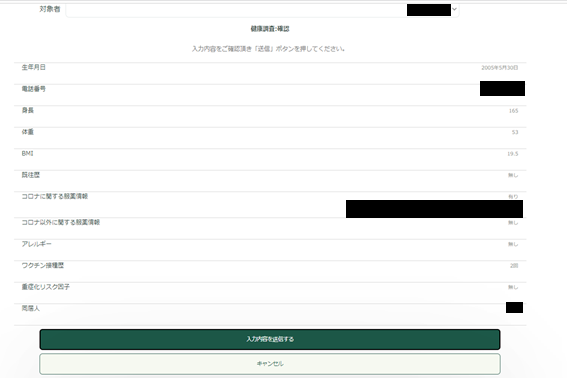 対象者
健康調査:確認
入力内容をご確認頂き「送信」ボタンを押してください。
生年月日 2005年5月30日
電話番号
身長 165
体重 53
BMI 19.5
既往歴 無し
コロナに関する服薬情報 有り
コロナ以外に関する服薬情報 無し
アレルギー 無し
ワクチン接種歴 2回
重症化リスク因子 無し
同居人
入力内容を送信する
キャンセル